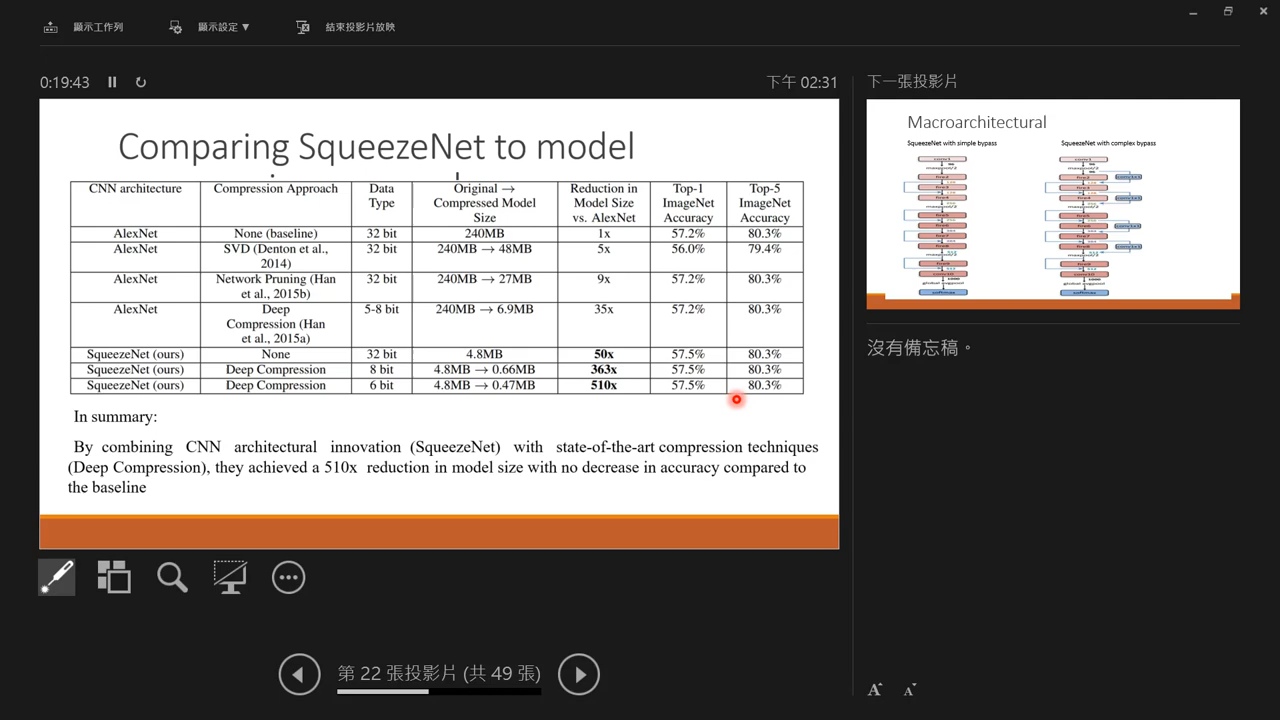 顯示工作列 顯示設定 ▼ 結束投影片放映
0:19:43 下午 02:31
Comparing SqueezeNet to model
CNN architecture Compression Approach Data Type Original → Compressed Model Size Reduction in Model Size vs. AlexNet Top-1 ImageNet Accuracy Top-5 ImageNet Accuracy
AlexNet None (baseline) 32 bit 240MB 1x 57.2% 80.3%
AlexNet SVD (Denton et al., 2014) 32 bit 240MB → 48MB 5x 56.0% 79.4%
AlexNet Network Pruning (Han et al., 2015b) 32 bit 240MB → 27MB 9x 57.2% 80.3%
AlexNet Deep Compression (Han et al., 2015a) 5-8 bit 240MB → 6.9MB 35x 57.2% 80.3%
SqueezeNet (ours) None 32 bit 4.8MB 50x 57.5% 80.3%
SqueezeNet (ours) Deep Compression 8 bit 4.8MB → 0.66MB 363x 57.5% 80.3%
SqueezeNet (ours) Deep Compression 6 bit 4.8MB → 0.47MB 510x 57.5% 80.3%
In summary:
By combining CNN architectural innovation (SqueezeNet) with state-of-the-art compression techniques
(Deep Compression), they achieved a 510x reduction in model size with no decrease in accuracy compared to
the baseline
第 22 張投影片 (共 49 張)
下一張投影片
Macroarchitectural
SqueezeNet with simple bypass SqueezeNet with complex bypass
沒有備忘稿。
A A